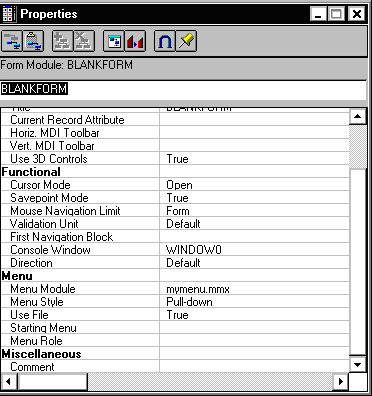 Properties
Form Module: BLANKFORM
BLANKFORM
Title BLANKFORM
Current Record Attribute
Horiz. MDI Toolbar
Vert. MDI Toolbar
Use 3D Controls True
Functional
Cursor Mode Open
Savepoint Mode True
Mouse Navigation Limit Form
Validation Unit Default
First Navigation Block
Console Window WINDOW0
Direction Default
Menu
Menu Module mymenu.mmx
Menu Style Pull-down
Use File True
Starting Menu
Menu Role
Miscellaneous
Comment